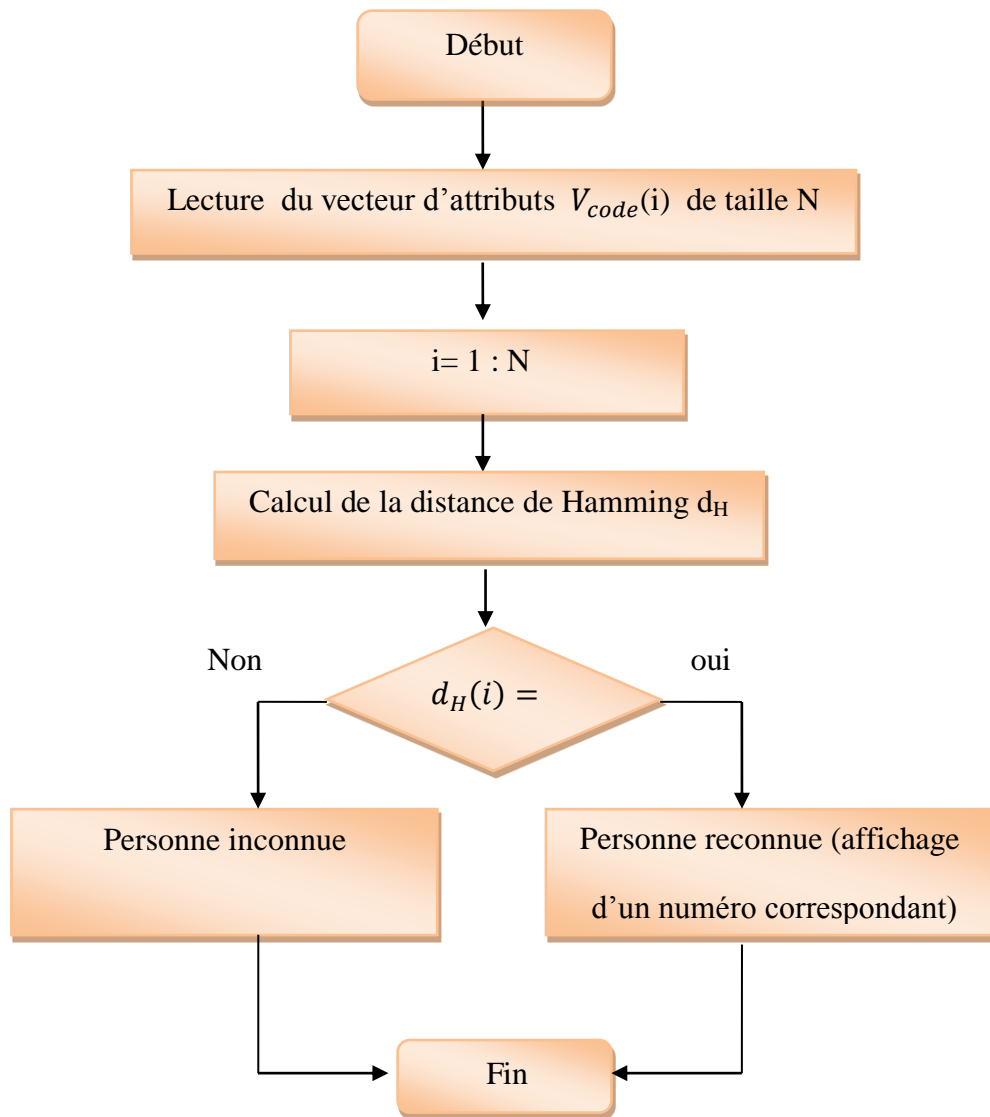 Début
Lecture du vecteur d’attributs V_code(i) de taille N
i= 1 : N
Calcul de la distance de Hamming d_H
Non
oui
d_H(i) =
Personne inconnue
Personne reconnue (affichage
d’un numéro correspondant)
Fin